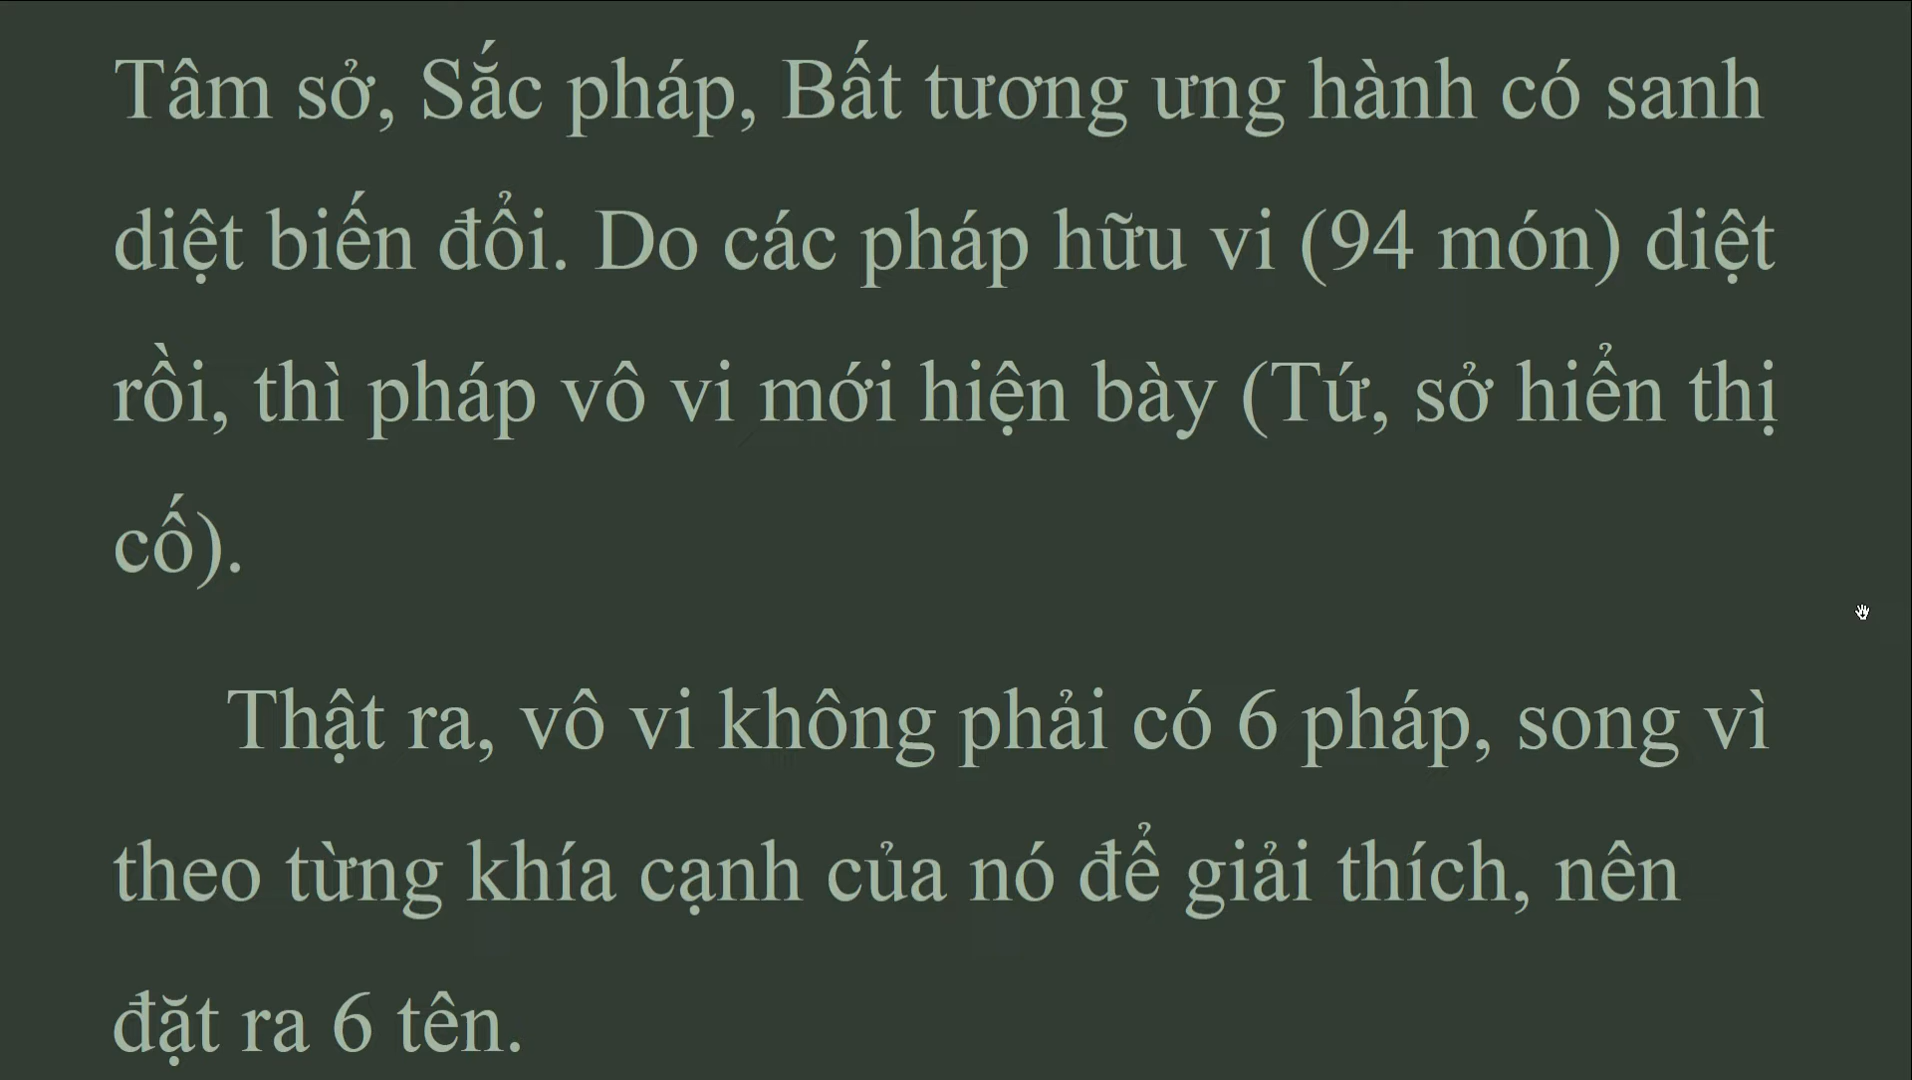 Tâm sở, Sắc pháp, Bất tương ưng hành có sanh
diệt biến đổi. Do các pháp hữu vi (94 món) diệt
rồi, thì pháp vô vi mới hiện bày (Tứ, sở hiển thị
cố).
Thật ra, vô vi không phải có 6 pháp, song vì
theo từng khía cạnh của nó để giải thích, nên
đặt ra 6 tên.